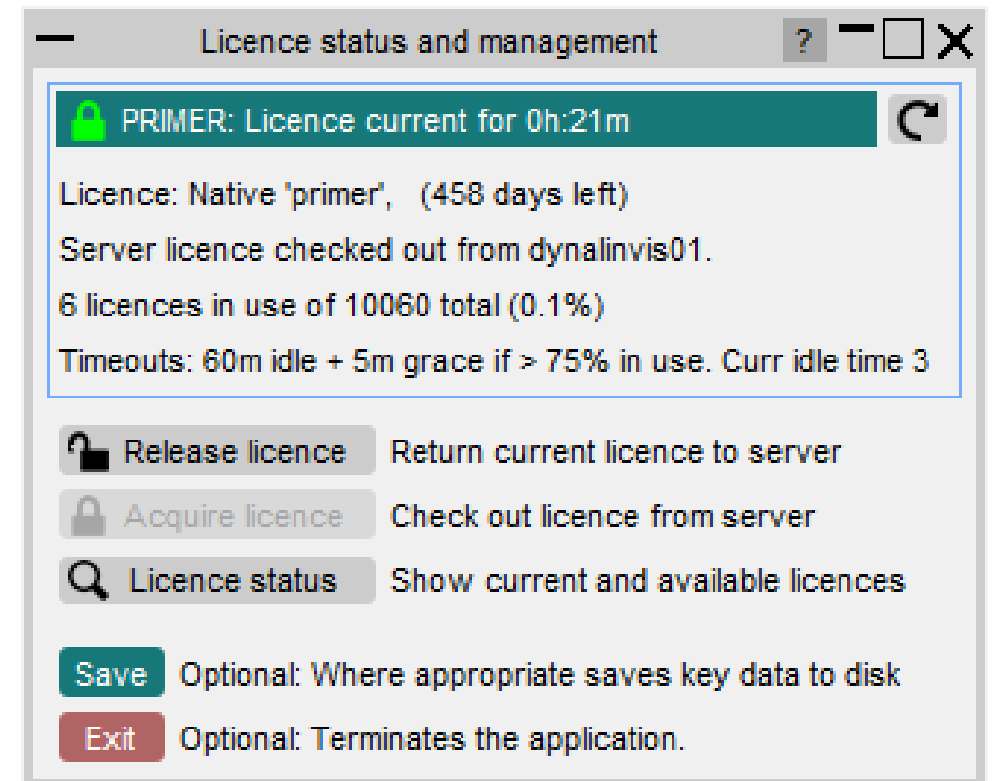 Licence status and management ?
PRIMER: Licence current for 0h:21m
Licence: Native 'primer', (458 days left)
Server licence checked out from dynalinvis01.
6 licences in use of 10060 total (0.1%)
Timeouts: 60m idle + 5m grace if > 75% in use. Curr idle time 3
Release licence Return current licence to server
Acquire licence Check out licence from server
Licence status Show current and available licences
Save Optional: Where appropriate saves key data to disk
Exit Optional: Terminates the application.